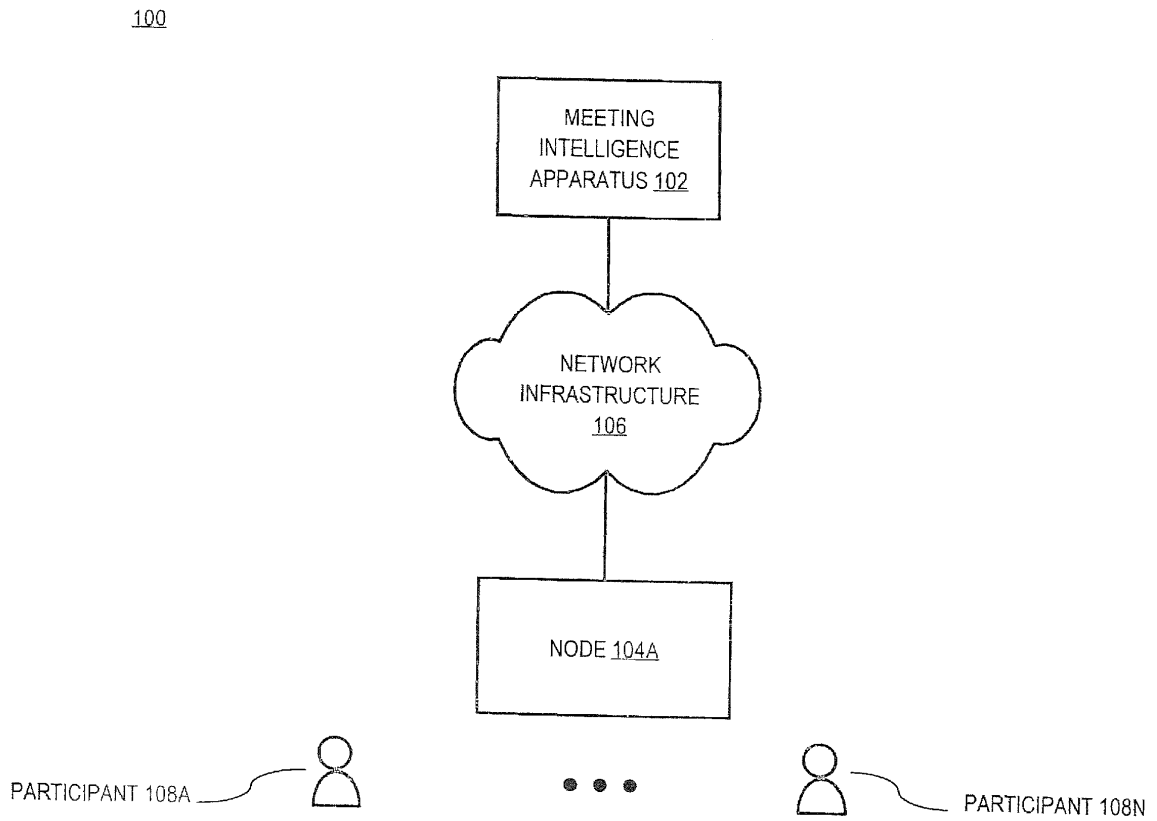 100
MEETING
INTELLIGENCE
APPARATUS 102
NETWORK
INFRASTRUCTURE
106
NODE 104A
PARTICIPANT 108A
PARTICIPANT 108N